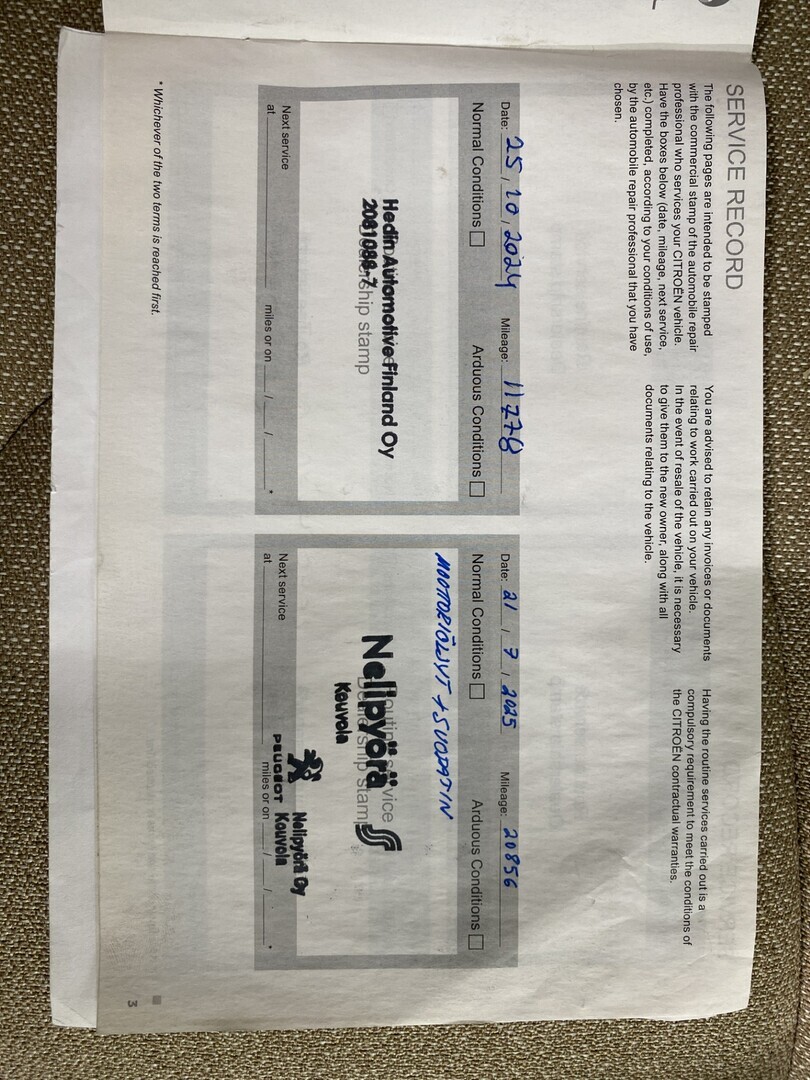 SERVICE RECORD
The following pages are intended to be stamped
with the commercial stamp of the automobile repair
professional who services your CITROËN vehicle.
Have the boxes below (date, mileage, next service,
etc.) completed, according to your conditions of use,
by the automobile repair professional that you have
chosen.
You are advised to retain any invoices or documents
relating to work carried out on your vehicle.
In the event of resale of the vehicle, it is necessary
to give them to the new owner, along with all
documents relating to the vehicle.
Having the routine services carried out is a
compulsory requirement to meet the conditions of
the CITROËN contractual warranties.
Date: 25, 10, 2024 Mileage: 11778
Normal Conditions Arduous Conditions
Hedin Automotive Finland Oy
2081088-7
ship stamp
Next service
at miles or on / / *
Date: 21 / 7 / 2025 Mileage: 20856
Normal Conditions Arduous Conditions
MOOTTORIÖLJYT + SUODATIN
Nelipyörä
Kouvola
Nelipyörä Oy
PEUGEOT Kouvola
Next service
at miles or on / / *
* Whichever of the two terms is reached first.
3